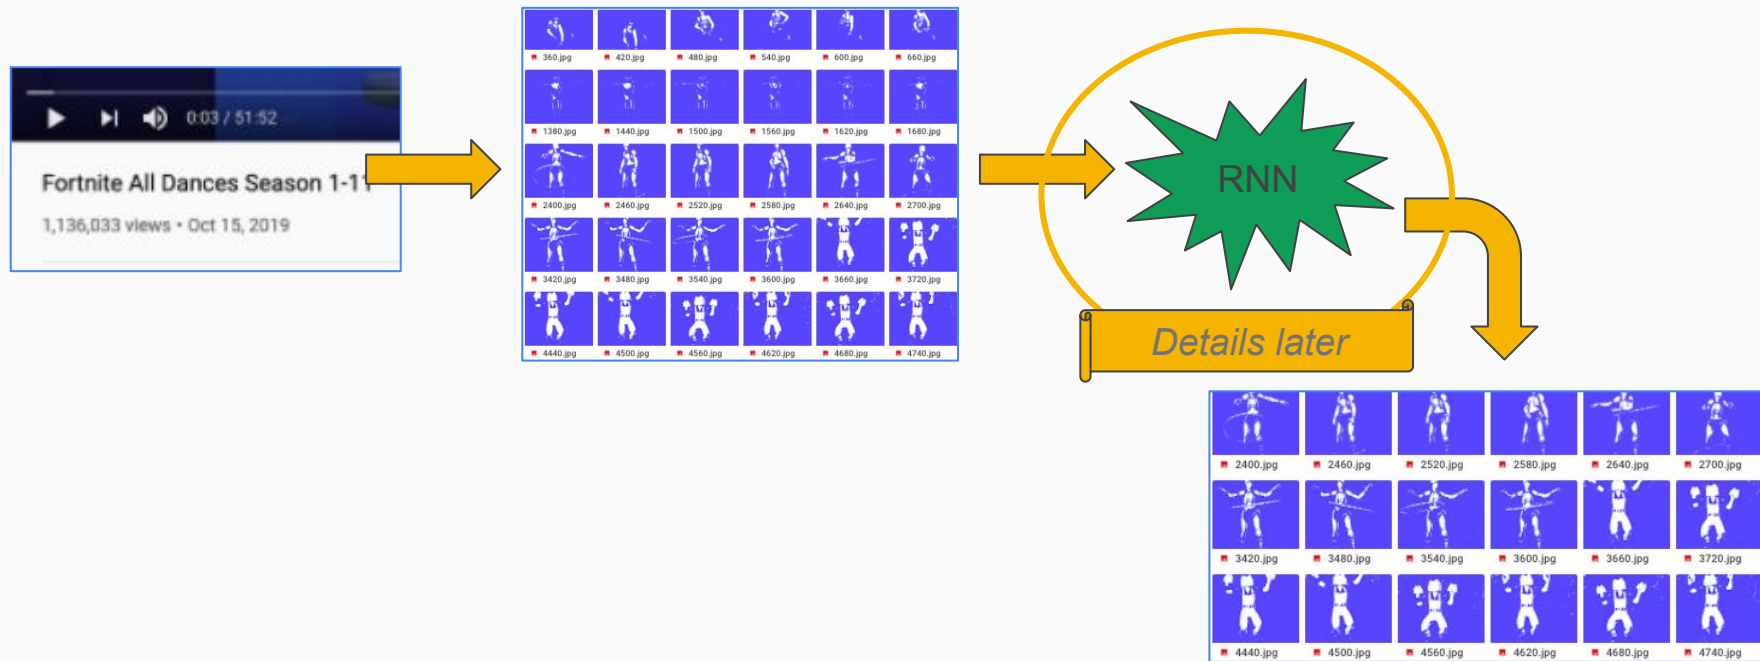 0:03 / 51:52
Fortnite All Dances Season 1-11
1,136,033 views • Oct 15, 2019
360.jpg 420.jpg 480.jpg 540.jpg 600.jpg 660.jpg
1380.jpg 1440.jpg 1500.jpg 1560.jpg 1620.jpg 1680.jpg
2400.jpg 2460.jpg 2520.jpg 2580.jpg 2640.jpg 2700.jpg
3420.jpg 3480.jpg 3540.jpg 3600.jpg 3660.jpg 3720.jpg
4440.jpg 4500.jpg 4560.jpg 4620.jpg 4680.jpg 4740.jpg
RNN
Details later
2400.jpg 2460.jpg 2520.jpg 2580.jpg 2640.jpg 2700.jpg
3420.jpg 3480.jpg 3540.jpg 3600.jpg 3660.jpg 3720.jpg
4440.jpg 4500.jpg 4560.jpg 4620.jpg 4680.jpg 4740.jpg